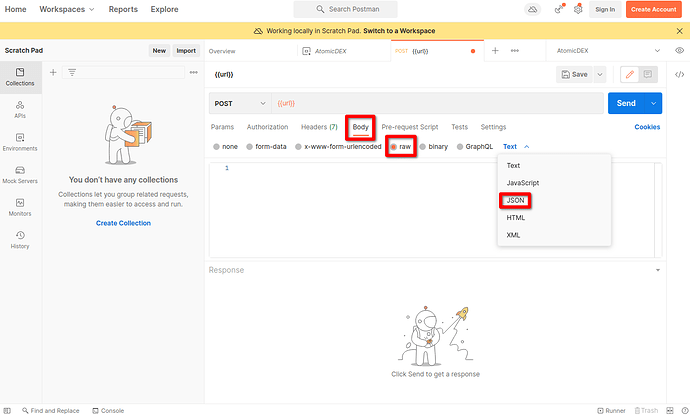 Home Workspaces Reports Explore Search Postman Sign In Create Account
Working locally in Scratch Pad. Switch to a Workspace
Scratch Pad New Import Overview AtomicDEX POST {{url}} AtomicDEX
{{url}} Save
Collections
POST {{url}} Send
APIs
Params Authorization Headers (7) Body Pre-request Script Tests Settings Cookies
Environments
none form-data x-www-form-urlencoded raw binary GraphQL Text
Text
1
Mock Servers
You don't have any collections
JavaScript
Collections let you group related requests,
making them easier to access and run.
JSON
Monitors
HTML
Create Collection
XML
History
Response
Click Send to get a response
Find and Replace Console Runner Trash